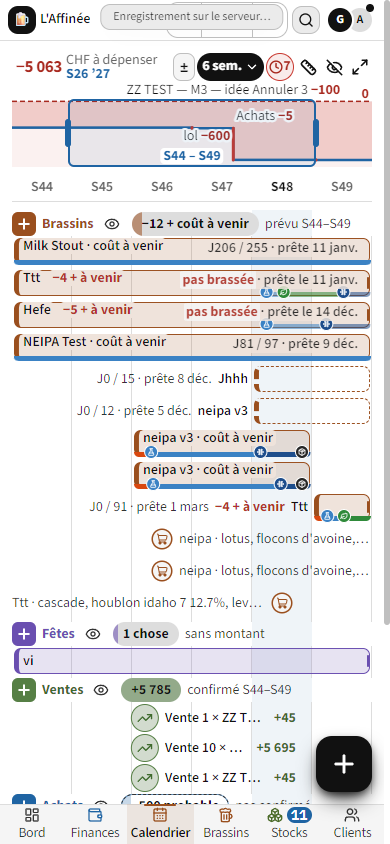 L'Affinée
Enregistrement sur le serveur…
G A
−5 063 CHF à dépenser
S26 '27
± 6 sem. 7
ZZ TEST — M3 — idée Annuler 3 −100
0
Achats −5
lol −600
S44 – S49
S44 S45 S46 S47 S48 S49
Brassins −12 + coût à venir prévu S44–S49
Milk Stout · coût à venir J206 / 255 · prête 11 janv.
Ttt −4 + à venir pas brassée · prête le 11 janv.
Hefe −5 + à venir pas brassée · prête le 14 déc.
NEIPA Test · coût à venir J81 / 97 · prête 9 déc.
J0 / 15 · prête 8 déc. Jhhh
J0 / 12 · prête 5 déc. neipa v3
neipa v3 · coût à venir
neipa v3 · coût à venir
J0 / 91 · prête 1 mars −4 + à venir Ttt
neipa · lotus, flocons d'avoine,…
neipa · lotus, flocons d'avoine,…
Ttt · cascade, houblon idaho 7 12.7%, lev…
Fêtes 1 chose sans montant
vi
Ventes +5 785 confirmé S44–S49
Vente 1 × ZZ T… +45
Vente 10 × … +5 695
Vente 1 × ZZ T… +45
Bord Finances Calendrier Brassins Stocks 11 Clients